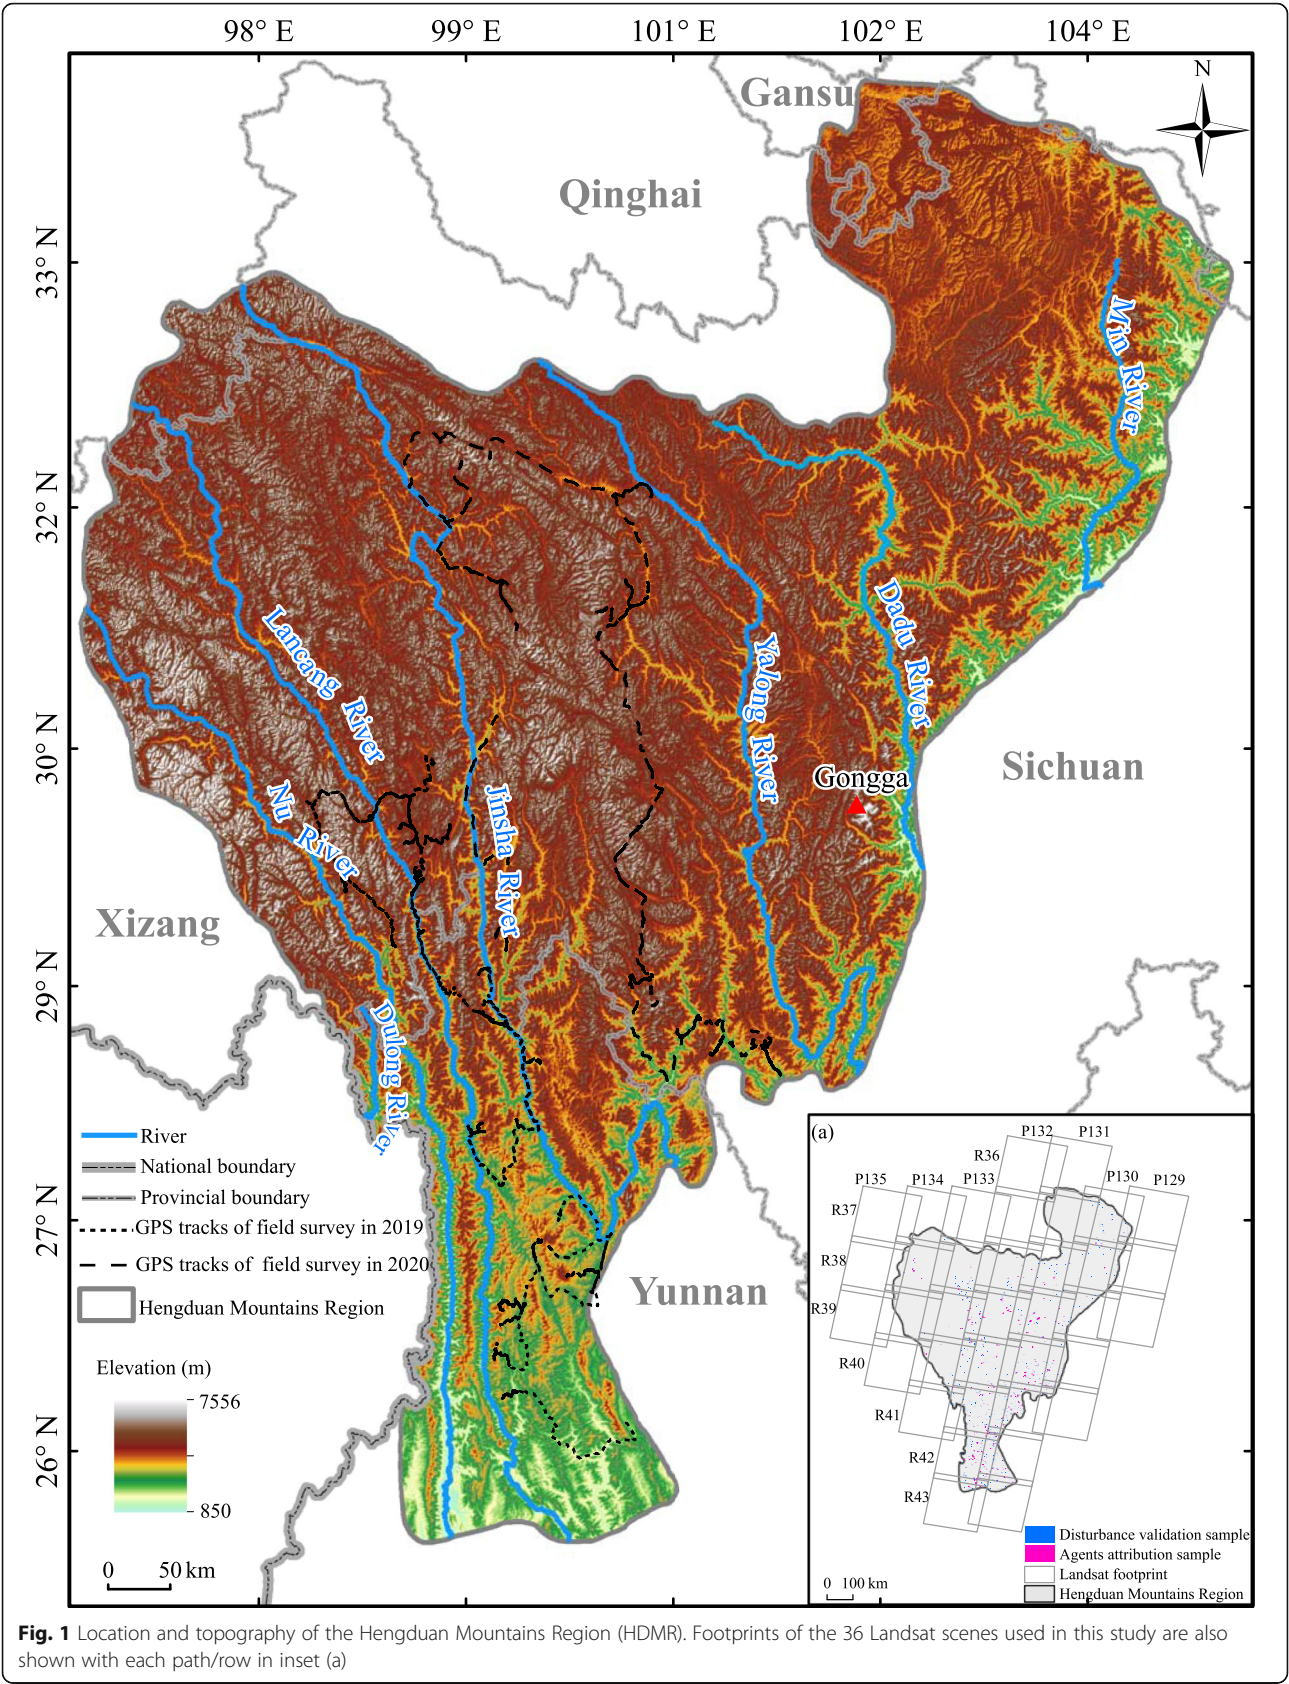 98° E
99° E
101° E
102° E
104° E
N
Gansu
Qinghai
33° N
Min River
32° N
Lancang River
Dadu River
Yalong River
30° N
Sichuan
Gongga
Nu River
Jinsha River
Xizang
29° N
Dulong River
River
National boundary
Provincial boundary
GPS tracks of field survey in 2019
GPS tracks of field survey in 2020
Hengduan Mountains Region
27° N
Yunnan
Elevation (m)
7556
850
26° N
0 50 km
(a)
P132
P131
R36
P135
P134
P133
P130
P129
R37
R38
R39
R40
R41
R42
R43
Disturbance validation sample
Agents attribution sample
Landsat footprint
Hengduan Mountains Region
0 100 km
Fig. 1 Location and topography of the Hengduan Mountains Region (HDMR). Footprints of the 36 Landsat scenes used in this study are also
shown with each path/row in inset (a)